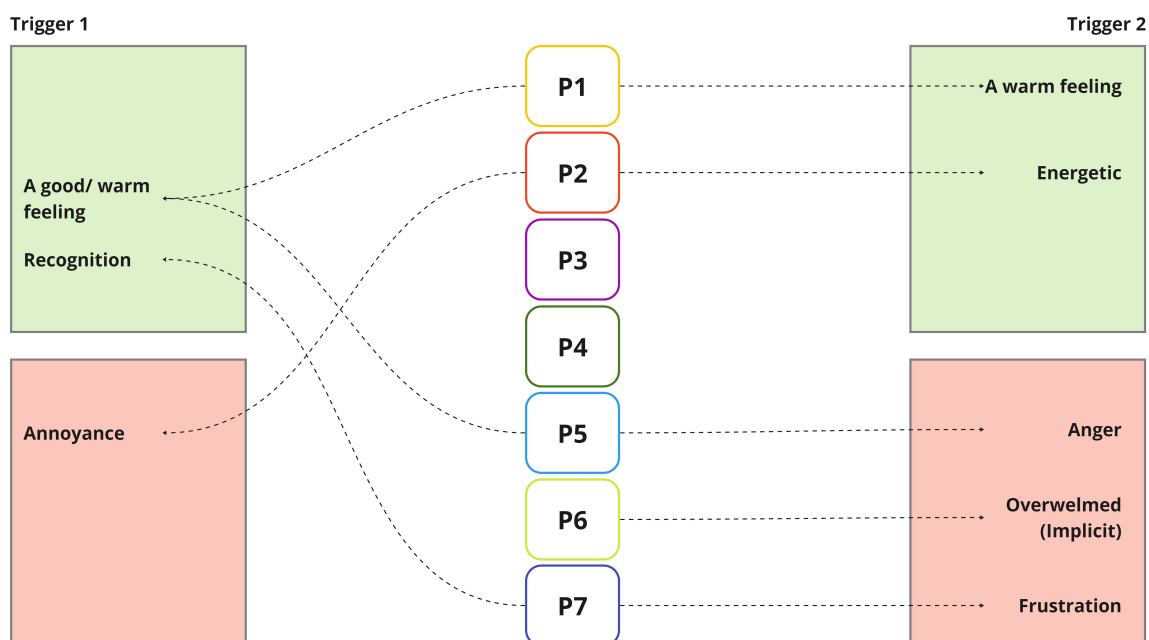 Trigger 1
Trigger 2
A good/ warm
feeling
Recognition
Annoyance
P1
P2
P3
P4
P5
P6
P7
A warm feeling
Energetic
Anger
Overwelmed
(Implicit)
Frustration